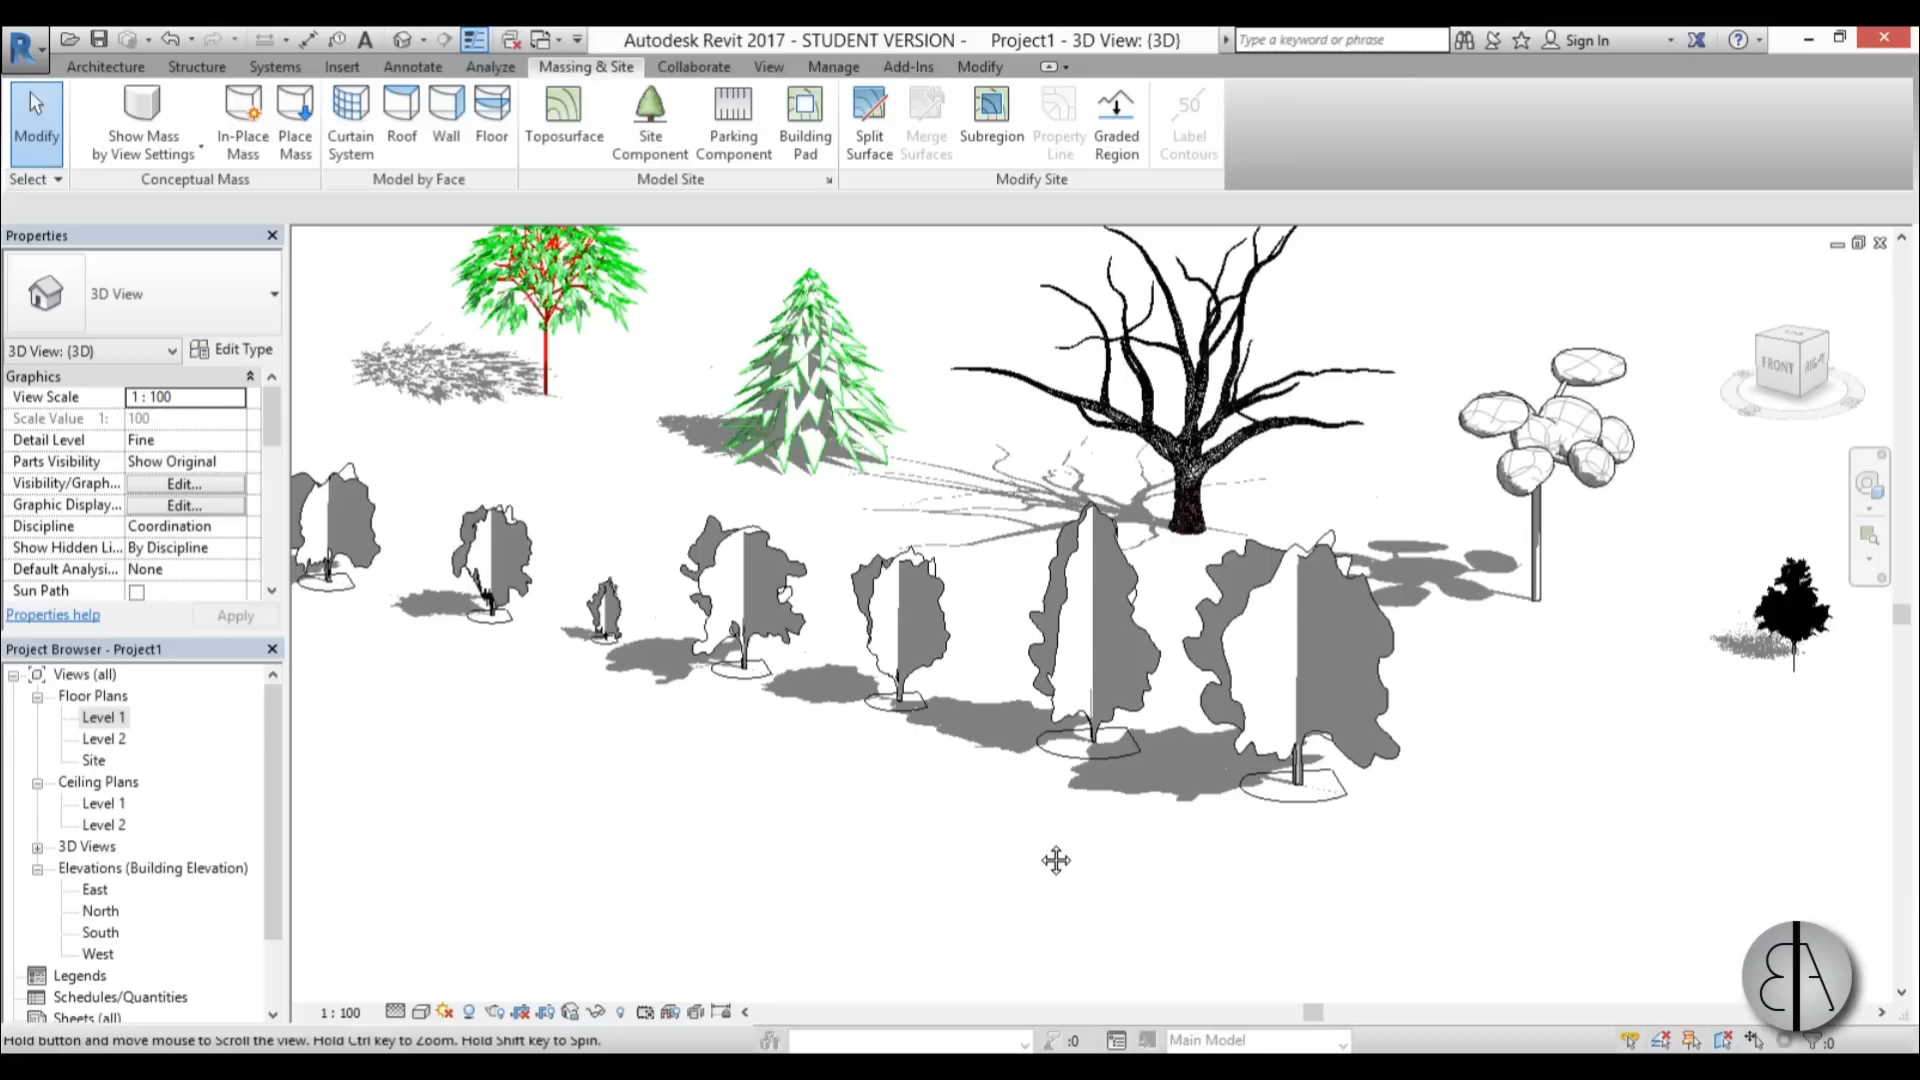 Autodesk Revit 2017 - STUDENT VERSION - Project1 - 3D View: {3D}
Type a keyword or phrase
Sign In
Architecture Structure Systems Insert Annotate Analyze Massing & Site Collaborate View Manage Add-Ins Modify
Modify
Show Mass
by View Settings
In-Place
Mass
Place
Mass
Curtain
System
Roof
Wall
Floor
Toposurface
Site
Component
Parking
Component
Building
Pad
Split
Surface
Merge
Surfaces
Subregion
Property
Line
Graded
Region
50
Label
Contours
Select
Conceptual Mass
Model by Face
Model Site
Modify Site
Properties
3D View
3D View: {3D}
Edit Type
Graphics
View Scale 1 : 100
Scale Value 1: 100
Detail Level Fine
Parts Visibility Show Original
Visibility/Graph... Edit...
Graphic Display... Edit...
Discipline Coordination
Show Hidden Li... By Discipline
Default Analysi... None
Sun Path
Properties help
Apply
Project Browser - Project1
Views (all)
Floor Plans
Level 1
Level 2
Site
Ceiling Plans
Level 1
Level 2
3D Views
Elevations (Building Elevation)
East
North
South
West
Legends
Schedules/Quantities
Sheets (all)
FRONT
RIGHT
1 : 100
Hold button and move mouse to Scroll the view. Hold Ctrl key to Zoom. Hold Shift key to Spin.
:0
Main Model
:0